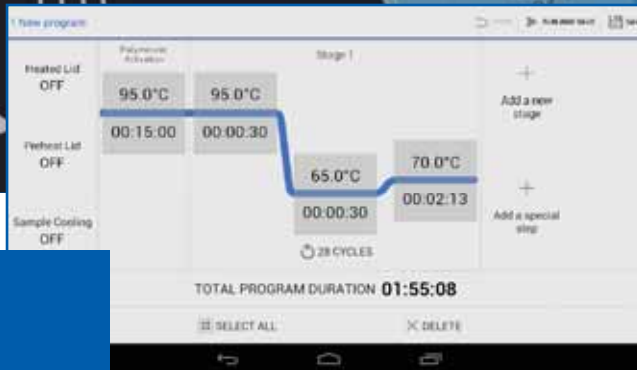 New program
Polymerase
Activation
Stage 1
Heated Lid
OFF
Preheat Lid
OFF
Sample Cooling
OFF
95.0°C
00:15:00
95.0°C
00:00:30
65.0°C
00:00:30
70.0°C
00:02:13
28 CYCLES
Add a new
stage
Add a special
step
TOTAL PROGRAM DURATION 01:55:08
SELECT ALL
DELETE